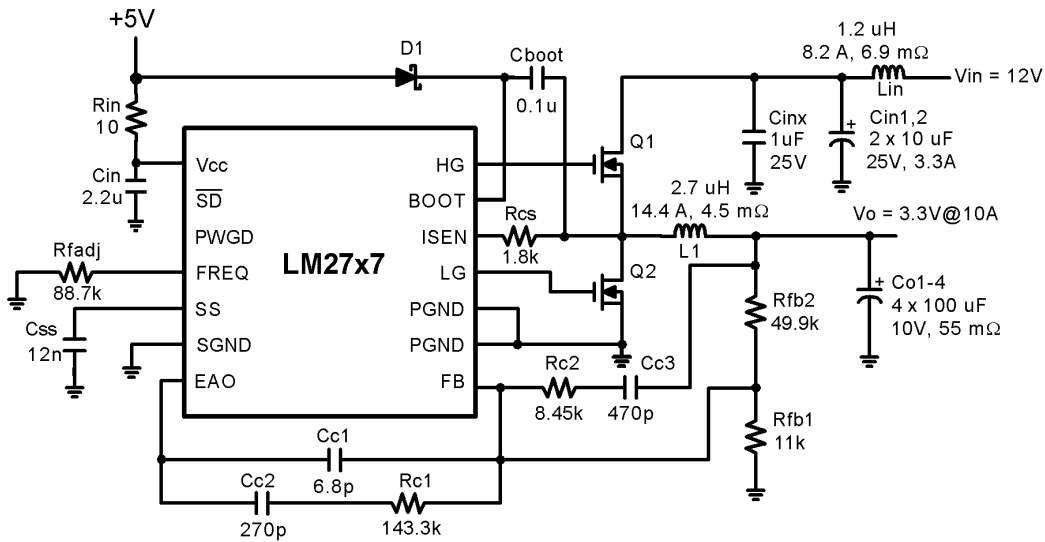 +5V
D1
Cboot
0.1u
1.2 uH
8.2 A, 6.9 mΩ
Lin
Vin = 12V
Rin
10
Cinx
1uF
25V
Cin1,2
+
2 x 10 uF
25V, 3.3A
Cin
2.2u
Vcc
SD
PWGD
FREQ
SS
SGND
EAO
LM27x7
HG
BOOT
ISEN
LG
PGND
PGND
FB
Q1
Rcs
1.8k
2.7 uH
14.4 A, 4.5 mΩ
L1
Vo = 3.3V@10A
Q2
Rfadj
88.7k
Css
12n
+
Co1-4
4 x 100 uF
10V, 55 mΩ
Rfb2
49.9k
Rc2
8.45k
Cc3
470p
Rfb1
11k
Cc1
6.8p
Cc2
270p
Rc1
143.3k